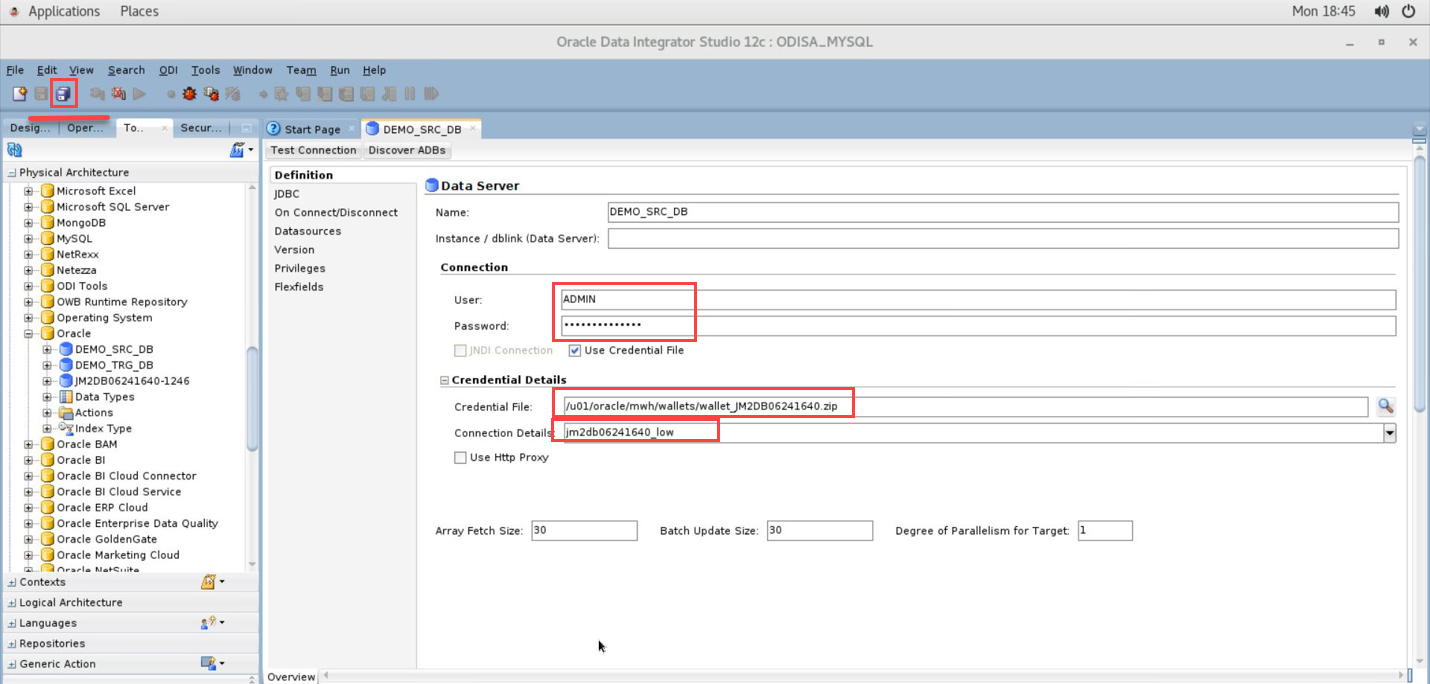 Applications Places Mon 18:45
Oracle Data Integrator Studio 12c : ODISA_MYSQL
File Edit View Search ODI Tools Window Team Run Help
Desig... Oper... To.. Secur... Start Page DEMO_SRC_DB
Test Connection Discover ADBs
Physical Architecture
Microsoft Excel
Microsoft SQL Server
MongoDB
MySQL
NetRexx
Netezza
ODI Tools
OWB Runtime Repository
Operating System
Oracle
DEMO_SRC_DB
DEMO_TRG_DB
JM2DB06241640-1246
Data Types
Actions
Index Type
Oracle BAM
Oracle BI
Oracle BI Cloud Connector
Oracle BI Cloud Service
Oracle ERP Cloud
Oracle Enterprise Data Quality
Oracle GoldenGate
Oracle Marketing Cloud
Oracle NetSuite
Contexts
Logical Architecture
Languages
Repositories
Generic Action
Definition
JDBC
On Connect/Disconnect
Datasources
Version
Privileges
Flexfields
Data Server
Name: DEMO_SRC_DB
Instance / dblink (Data Server):
Connection
User: ADMIN
Password: ••••••••••••••
JNDI Connection Use Credential File
Crendential Details
Credential File: /u01/oracle/mwh/wallets/wallet_JM2DB06241640.zip
Connection Details: jm2db06241640_low
Use Http Proxy
Array Fetch Size: 30 Batch Update Size: 30 Degree of Parallelism for Target: 1
Overview